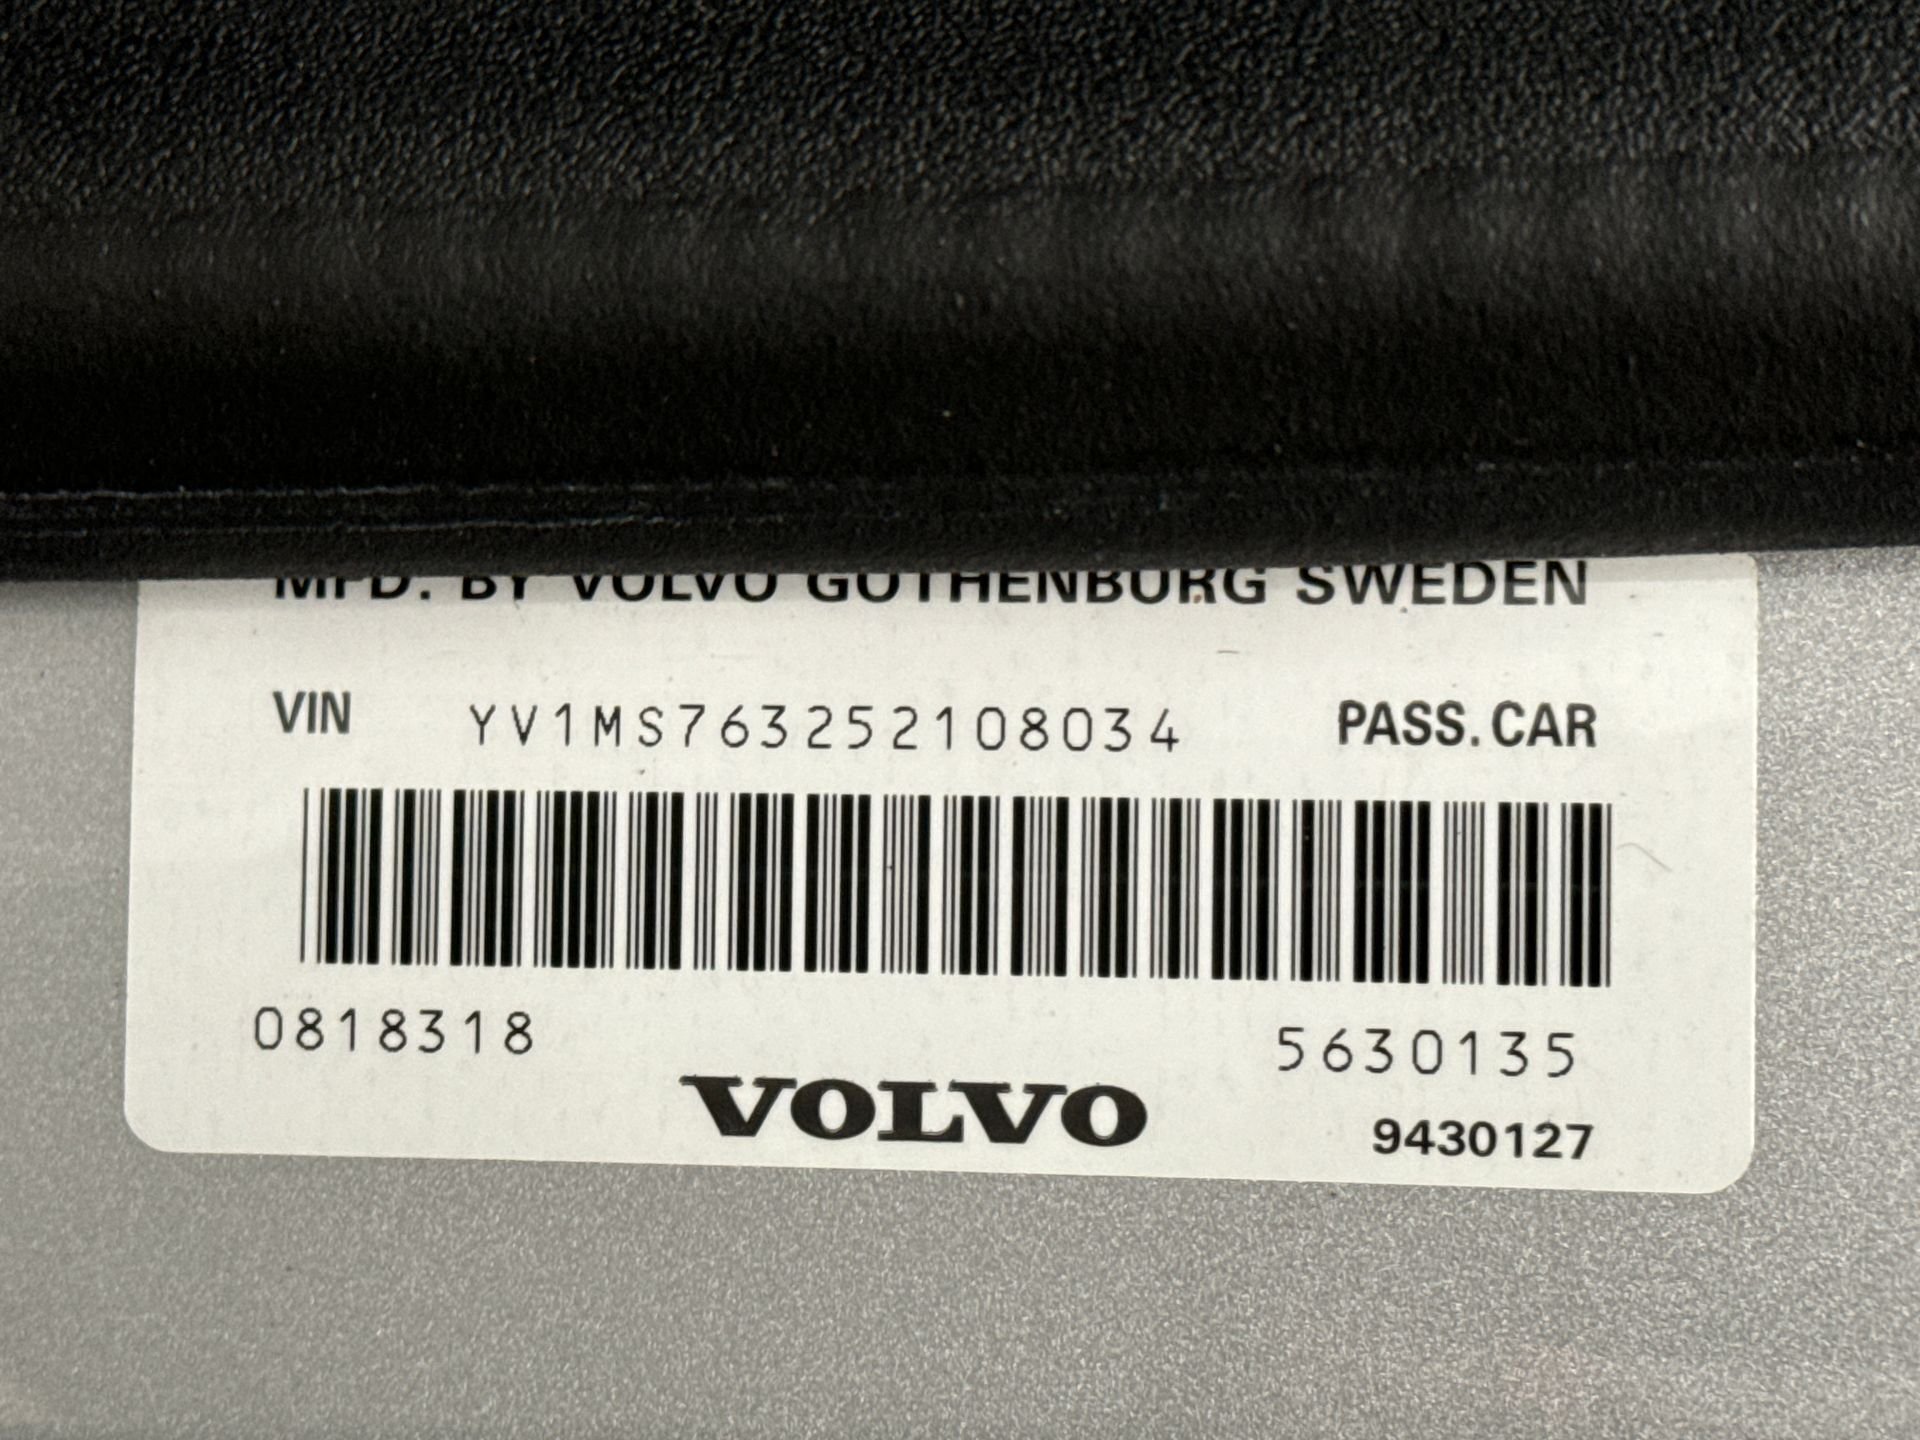 MFD. BY VOLVO GOTHENBURG SWEDEN
VIN YV1MS763252108034 PASS. CAR
0818318 5630135
VOLVO
9430127